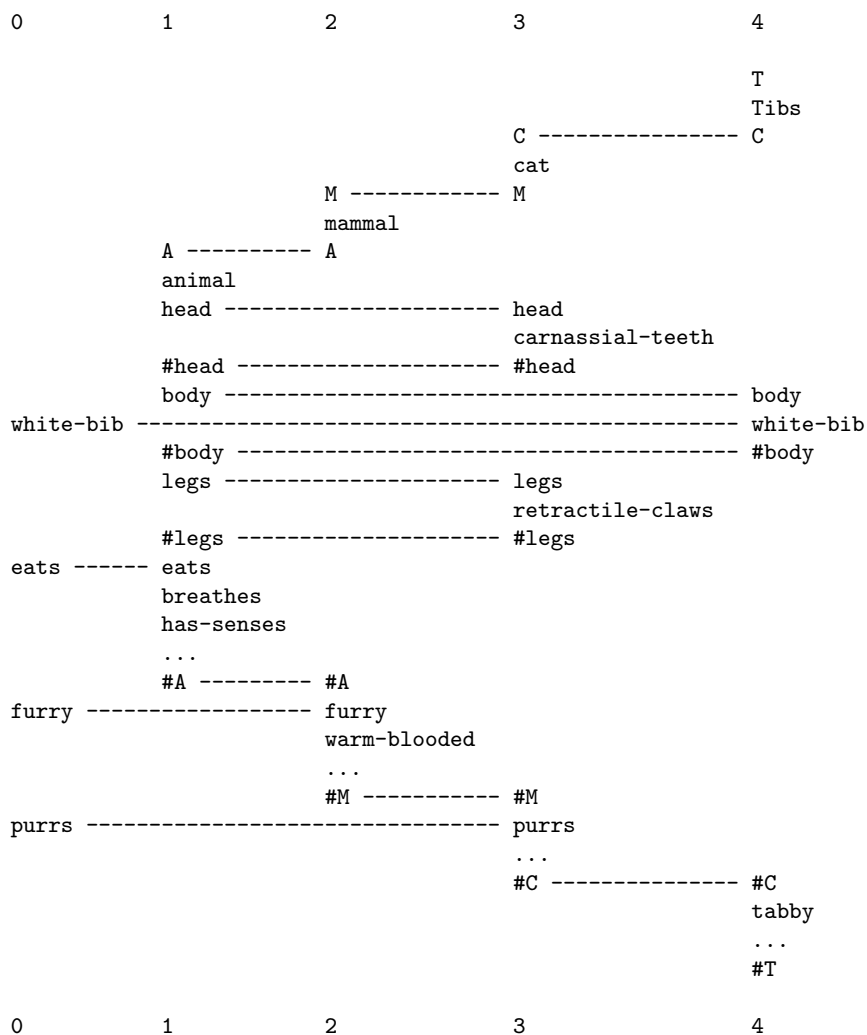 0 1 2 3 4
T
Tibs
C ---------------- C
cat
M ------------ M
mammal
A ---------- A
animal
head ---------------------- head
carnassial-teeth
#head --------------------- #head
body -------------------------------------- body
white-bib --------------------------------------------------- white-bib
#body ------------------------------------- #body
legs ---------------------- legs
retractile-claws
#legs --------------------- #legs
eats ------ eats
breathes
has-senses
...
#A --------- #A
furry ------------------ furry
warm-blooded
...
#M ----------- #M
purrs ---------------------------------- purrs
...
#C --------------- #C
tabby
...
#T
0 1 2 3 4